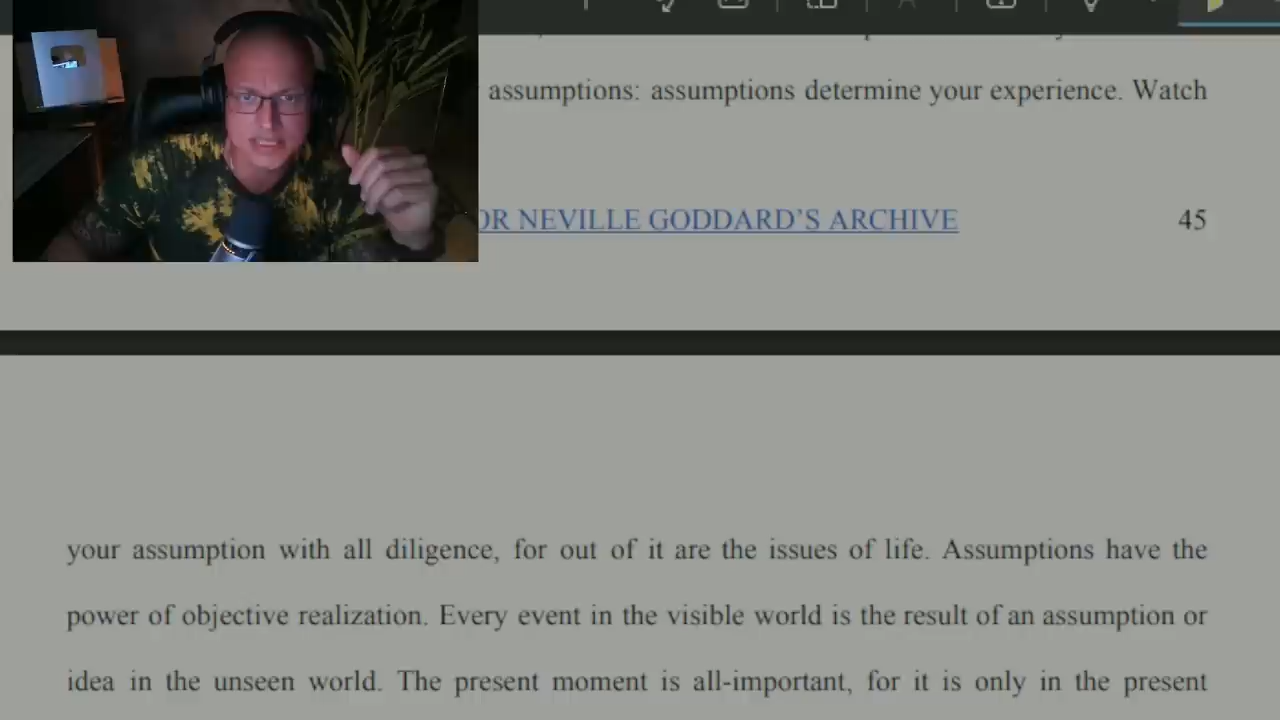 assumptions: assumptions determine your experience. Watch
OR NEVILLE GODDARD'S ARCHIVE 45
your assumption with all diligence, for out of it are the issues of life. Assumptions have the
power of objective realization. Every event in the visible world is the result of an assumption or
idea in the unseen world. The present moment is all-important, for it is only in the present